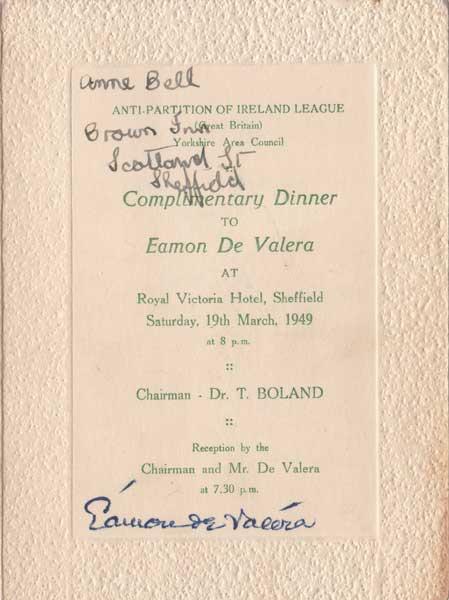 Anne Bell
ANTI-PARTITION OF IRELAND LEAGUE
(Great Britain)
Brown Inn
Yorkshire Area Council
Scotland St
Sheffield
Complimentary Dinner
TO
Eamon De Valera
AT
Royal Victoria Hotel, Sheffield
Saturday, 19th March, 1949
at 8 p.m.
::
Chairman - Dr. T. BOLAND
::
Reception by the
Chairman and Mr. De Valera
at 7.30 p.m.
Éamon de Valéra